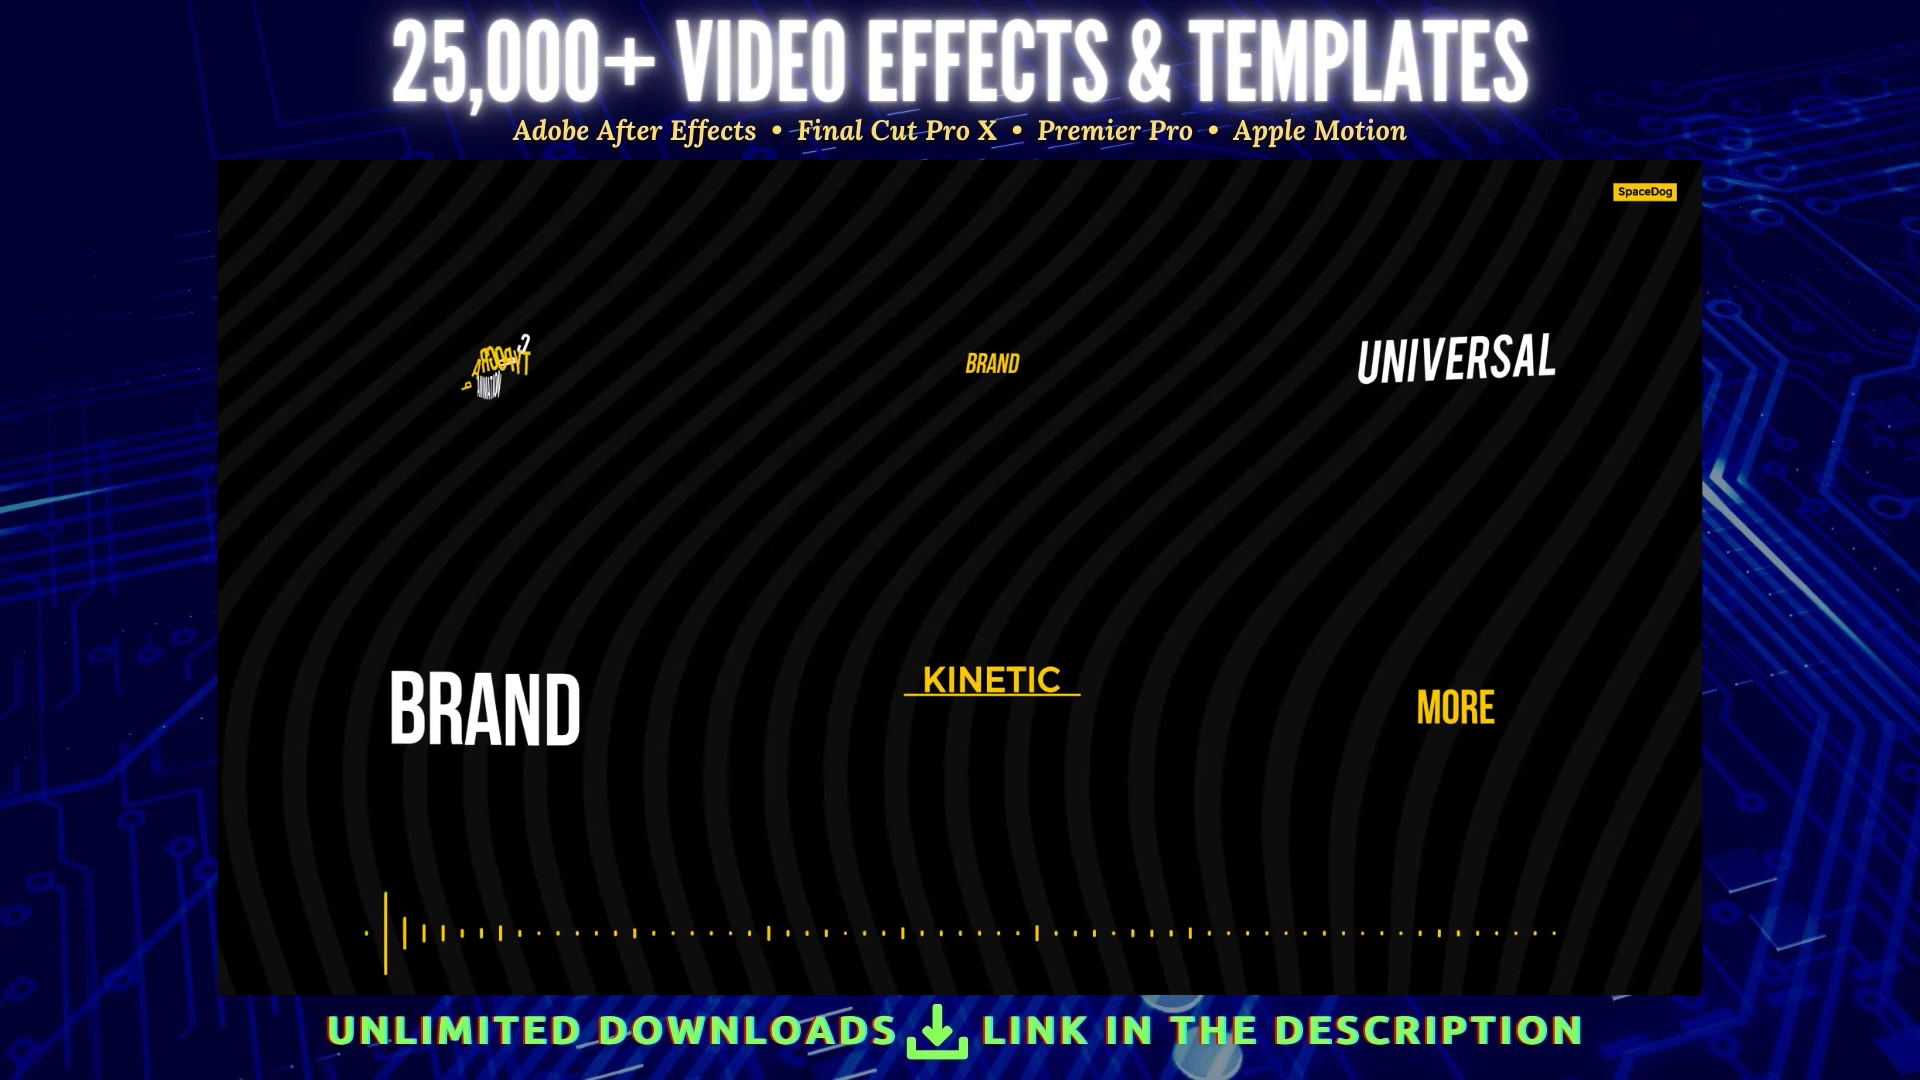 25,000+ VIDEO EFFECTS & TEMPLATES
Adobe After Effects • Final Cut Pro X • Premier Pro • Apple Motion
SpaceDog
ANIMATION
BRAND
UNIVERSAL
BRAND
KINETIC
MORE
UNLIMITED DOWNLOADS LINK IN THE DESCRIPTION